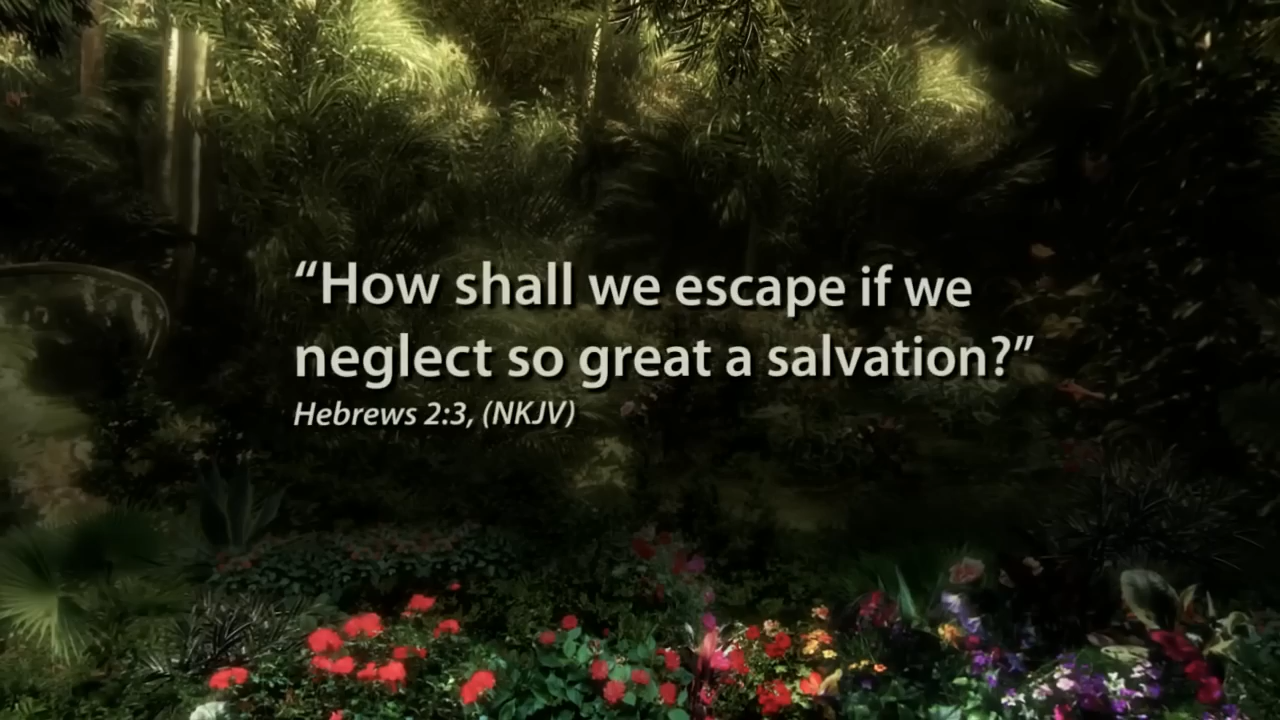 “How shall we escape if we
neglect so great a salvation?”
Hebrews 2:3, (NKJV)